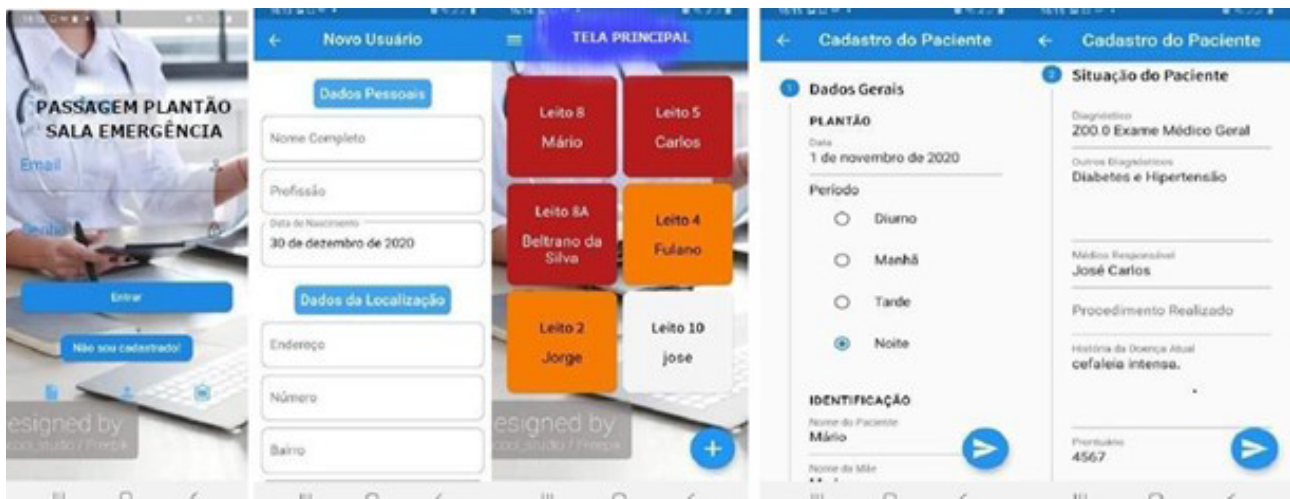 PASSAGEM PLANTÃO
SALA EMERGÊNCIA
Email
Senha
Entrar
Não sou cadastrado!
esigned by
Novo Usuário
Dados Pessoais
Nome Completo
Profissão
Data de Nascimento
30 de dezembro de 2020
Dados da Localização
Endereço
Número
Bairro
TELA PRINCIPAL
Leito 8
Mário
Leito 5
Carlos
Leito 8A
Beltrano da
Silva
Leito 4
Fulano
Leito 2
Jorge
Leito 10
jose
esigned by
Cadastro do Paciente
1
Dados Gerais
PLANTÃO
Data
1 de novembro de 2020
Período
Diurno
Manhã
Tarde
Noite
IDENTIFICAÇÃO
Nome do Paciente
Mário
Nome da Mãe
Cadastro do Paciente
2
Situação do Paciente
Diagnóstico
Z00.0 Exame Médico Geral
Outros Diagnósticos
Diabetes e Hipertensão
Médico Responsável
José Carlos
Procedimento Realizado
História da Doença Atual
cefaleia intensa.
Prontuário
4567